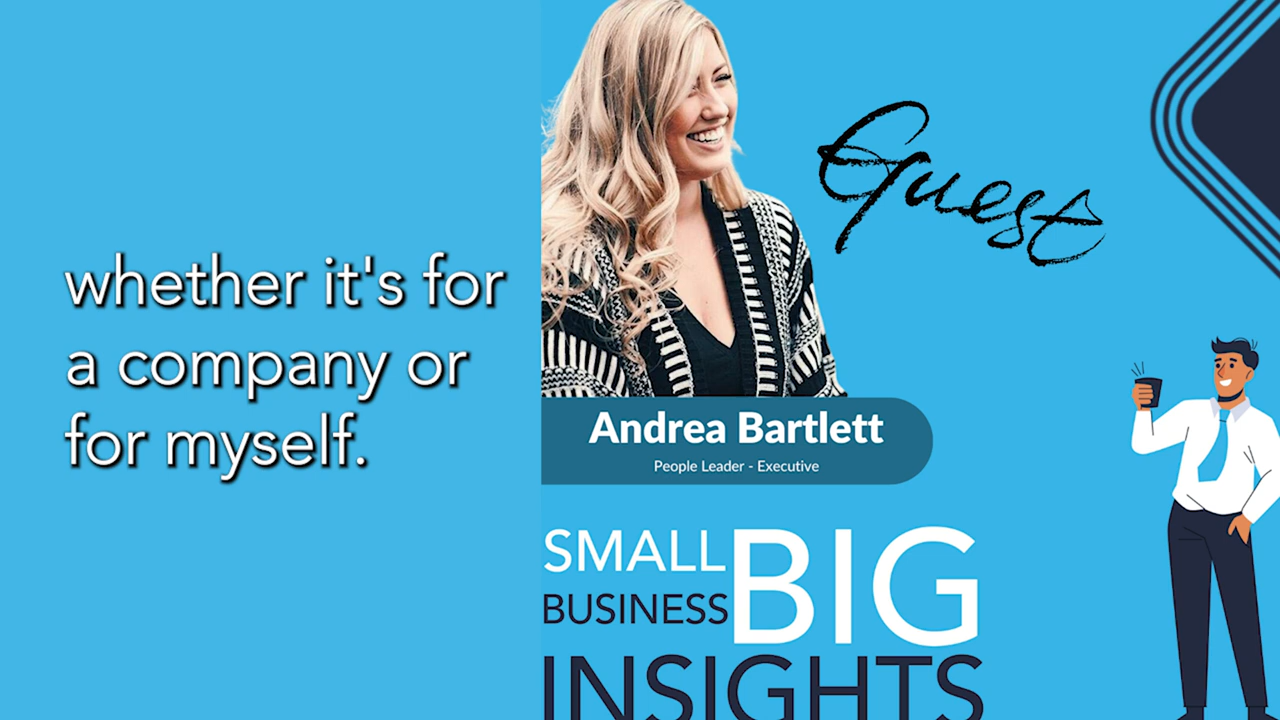 whether it's for
a company or
for myself.
Guest
Andrea Bartlett
People Leader - Executive
SMALL
BUSINESS
BIG
INSIGHTS